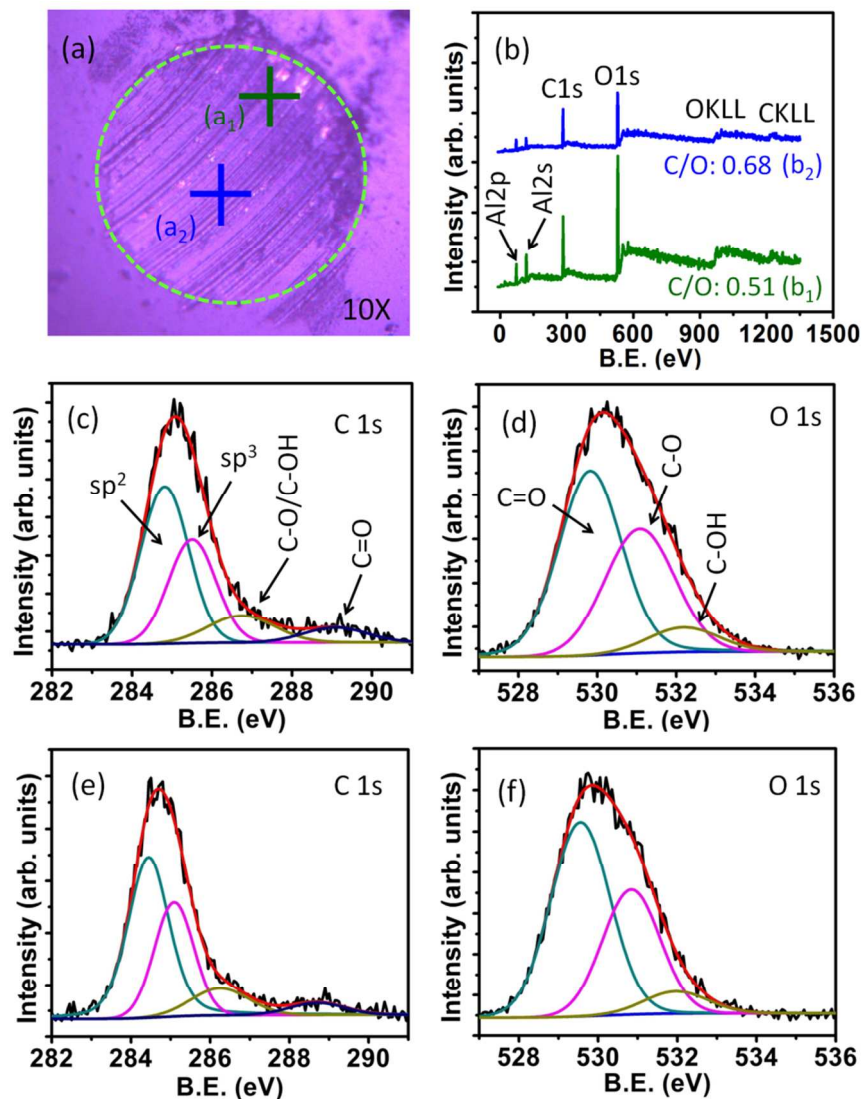 (a)
(a₁)
(a₂)
10X
(b)
Intensity (arb. units)
Al2p
Al2s
C1s
O1s
OKLL
CKLL
C/O: 0.68 (b₂)
C/O: 0.51 (b₁)
0 300 600 900 1200 1500
B.E. (eV)
(c)
C 1s
Intensity (arb. units)
sp²
sp³
C-O/C-OH
C=O
282 284 286 288 290
B.E. (eV)
(d)
O 1s
Intensity (arb. units)
C=O
C-O
C-OH
528 530 532 534 536
B.E. (eV)
(e)
C 1s
Intensity (arb. units)
282 284 286 288 290
B.E. (eV)
(f)
O 1s
Intensity (arb. units)
528 530 532 534 536
B.E. (eV)